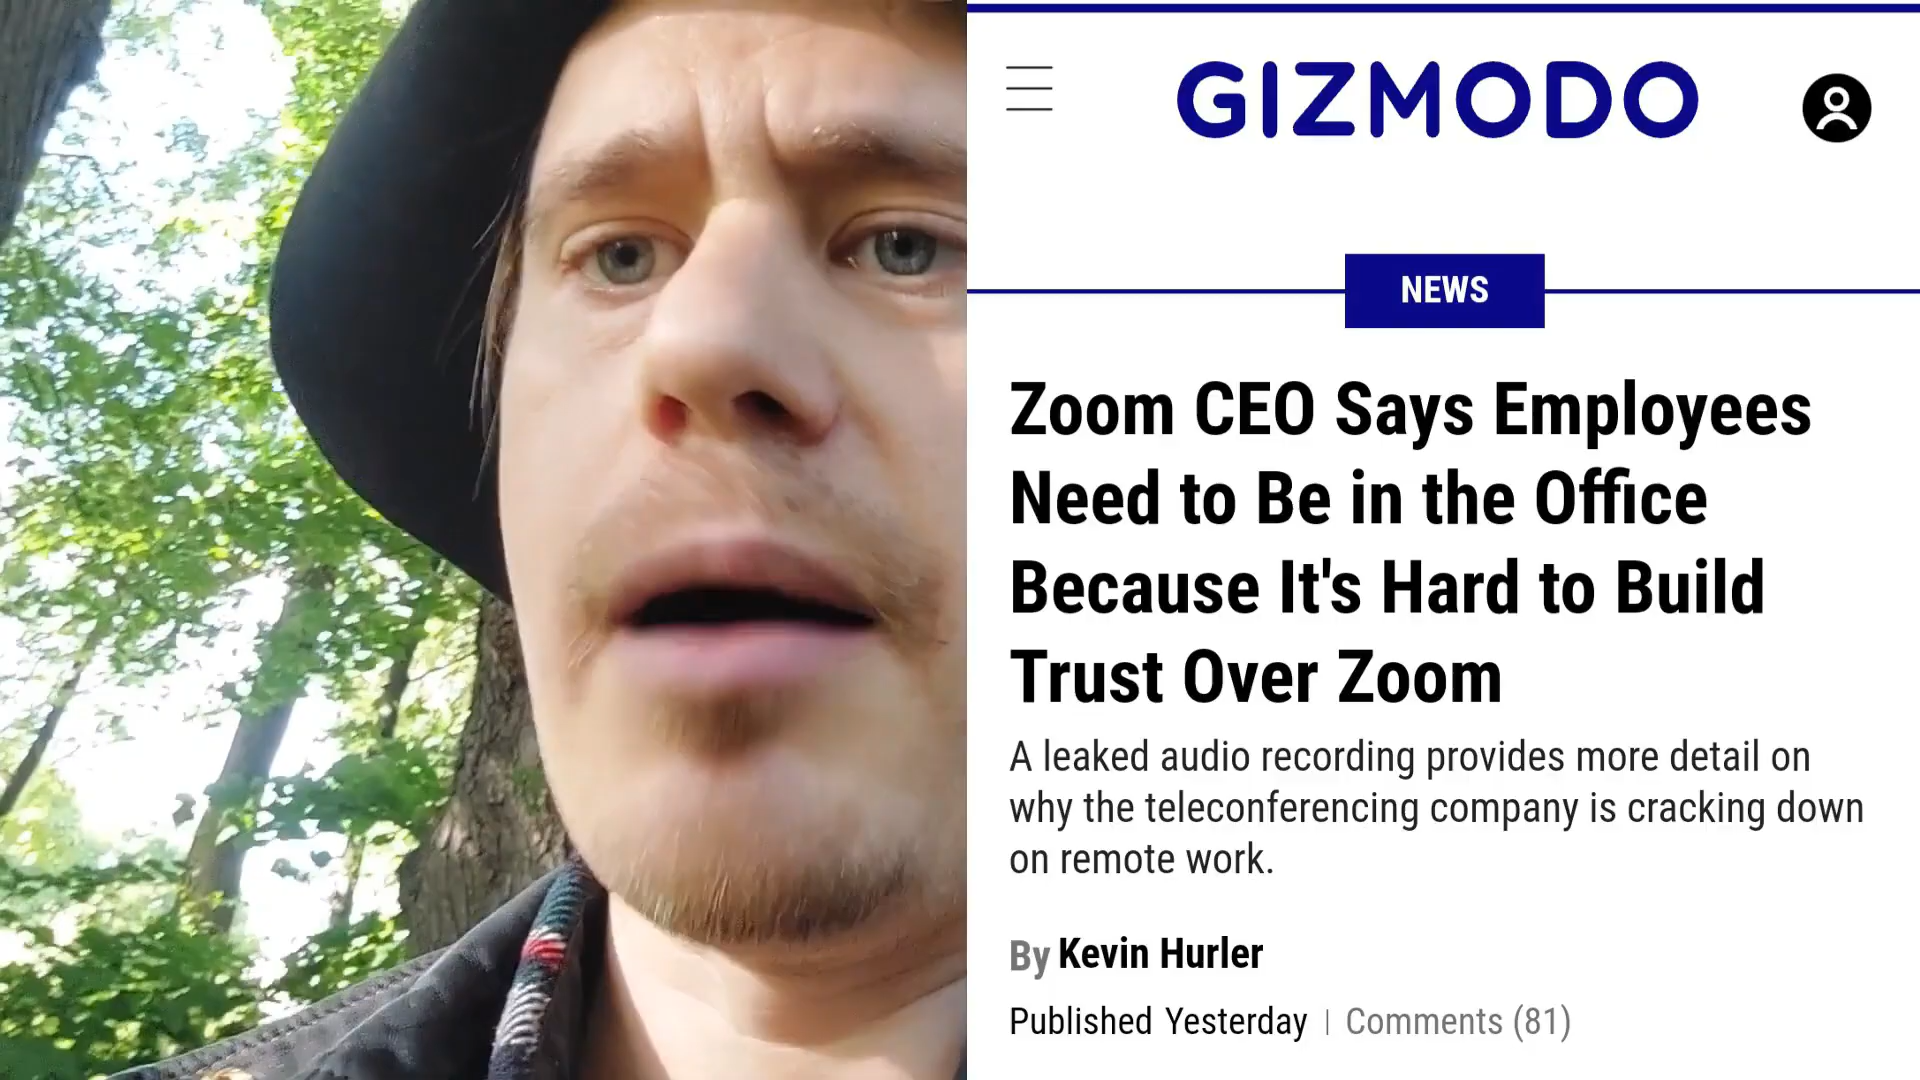 GIZMODO
NEWS
Zoom CEO Says Employees
Need to Be in the Office
Because It's Hard to Build
Trust Over Zoom
A leaked audio recording provides more detail on
why the teleconferencing company is cracking down
on remote work.
By Kevin Hurler
Published Yesterday | Comments (81)